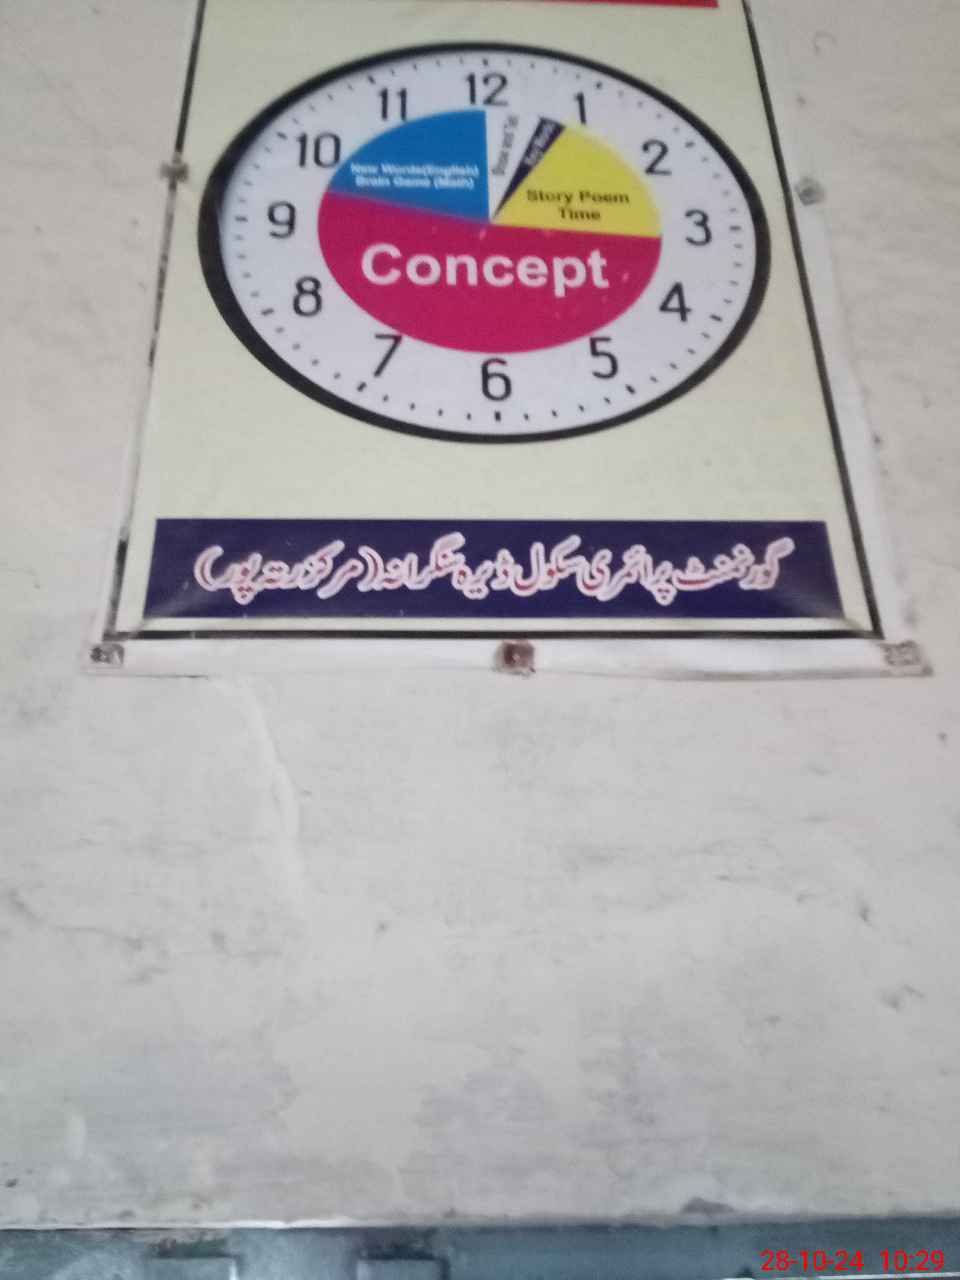 12
11
1
10
2
9
3
8
4
7
5
6
New Words(English)
Brain Game (Math)
Story Poem
Time
Concept
گورنمنٹ پرائمری سکول ڈیرہ سنگرانہ (مرکز رتہ پور)
28-10-24 10:29